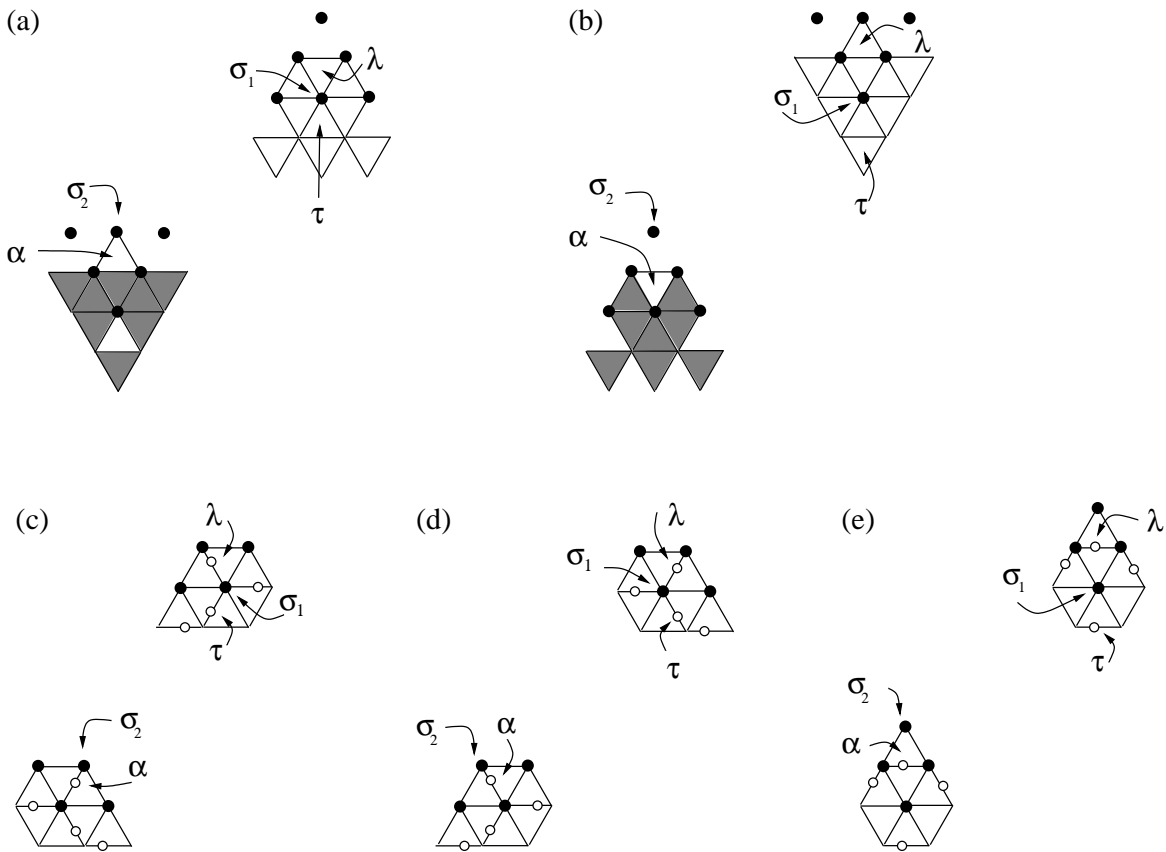 (a)
λ
σ₁
τ
σ₂
α
(b)
λ
σ₁
τ
σ₂
α
(c)
λ
σ₁
τ
σ₂
α
(d)
λ
σ₁
τ
σ₂
α
(e)
λ
σ₁
τ
σ₂
α